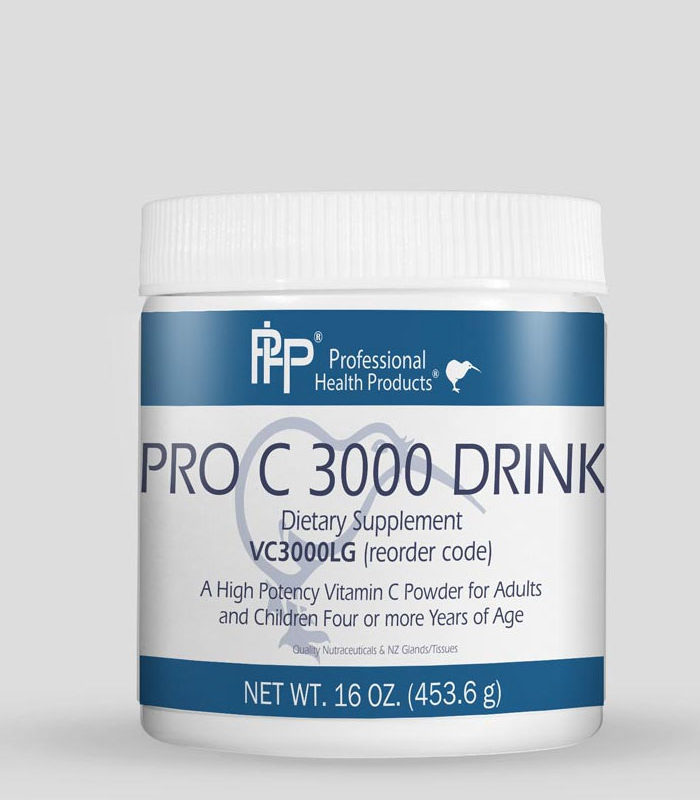 PHP®
Professional
Health Products®
PRO C 3000 DRINK
Dietary Supplement
VC3000LG (reorder code)
A High Potency Vitamin C Powder for Adults
and Children Four or more Years of Age
Quality Nutraceuticals & NZ Glands/Tissues
NET WT. 16 OZ. (453.6 g)